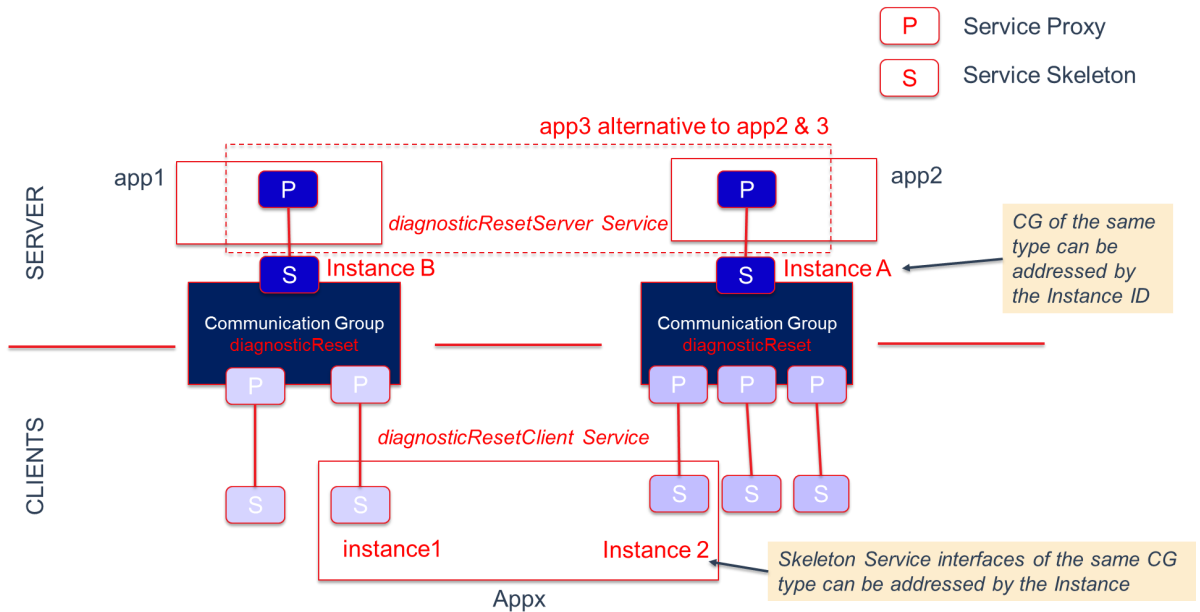 P
Service Proxy
S
Service Skeleton
app3 alternative to app2 & 3
app1
P
P
app2
diagnosticResetServer Service
SERVER
S
Instance B
S
Instance A
CG of the same
type can be
addressed by
the Instance ID
Communication Group
diagnosticReset
Communication Group
diagnosticReset
P
P
P
P
P
CLIENTS
diagnosticResetClient Service
S
S
S
S
S
instance1
Instance 2
Skeleton Service interfaces of the same CG
type can be addressed by the Instance
Appx